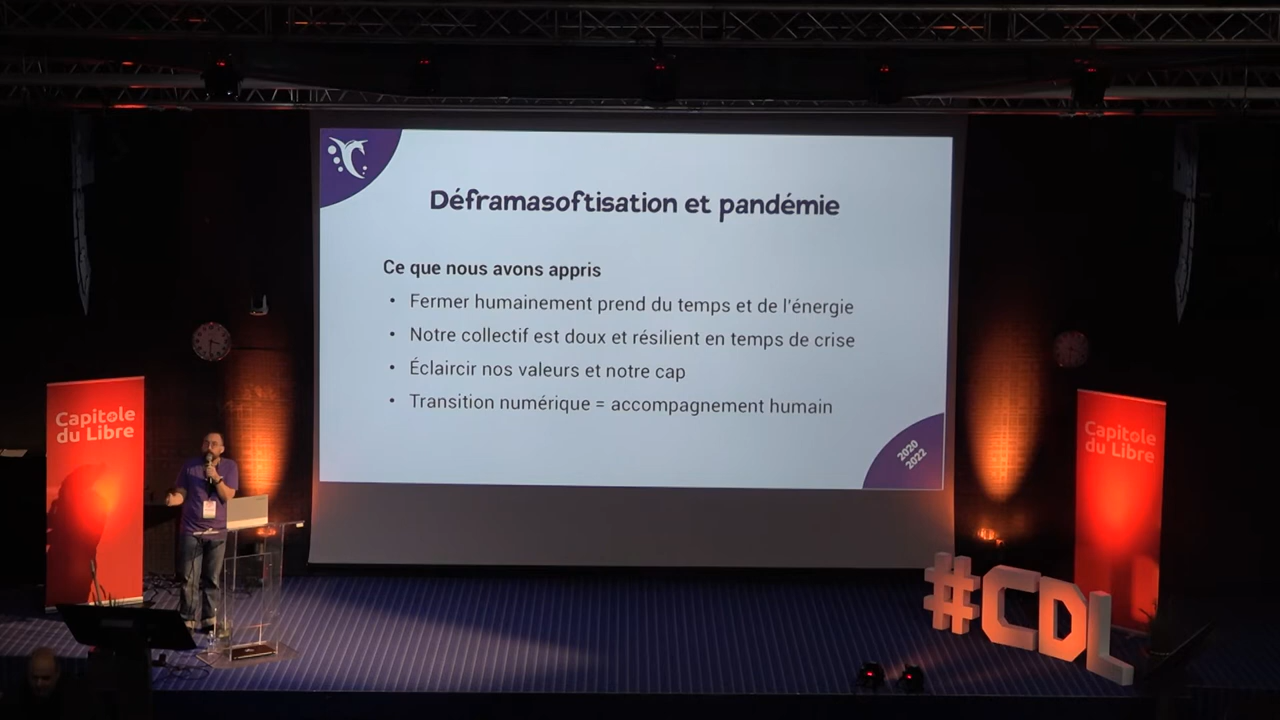 Déframasoftisation et pandémie
Ce que nous avons appris
• Fermer humainement prend du temps et de l'énergie
• Notre collectif est doux et résilient en temps de crise
• Éclaircir nos valeurs et notre cap
• Transition numérique = accompagnement humain
2020
2022
Capitole
du Libre
Capitole
du Libre
#CDL